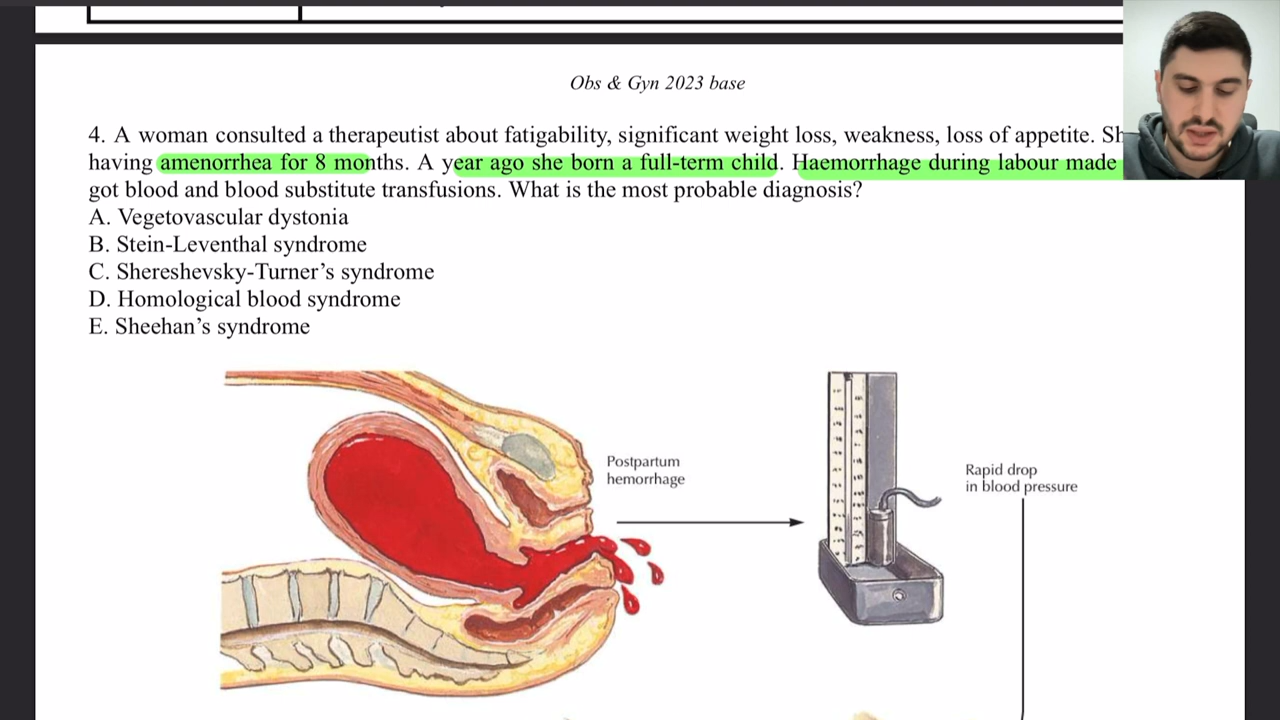 Obs & Gyn 2023 base
4. A woman consulted a therapeutist about fatigability, significant weight loss, weakness, loss of appetite.
having amenorrhea for 8 months. A year ago she born a full-term child. Haemorrhage during labour made
got blood and blood substitute transfusions. What is the most probable diagnosis?
A. Vegetovascular dystonia
B. Stein-Leventhal syndrome
C. Shereshevsky-Turner’s syndrome
D. Homological blood syndrome
E. Sheehan’s syndrome
Postpartum
hemorrhage
Rapid drop
in blood pressure